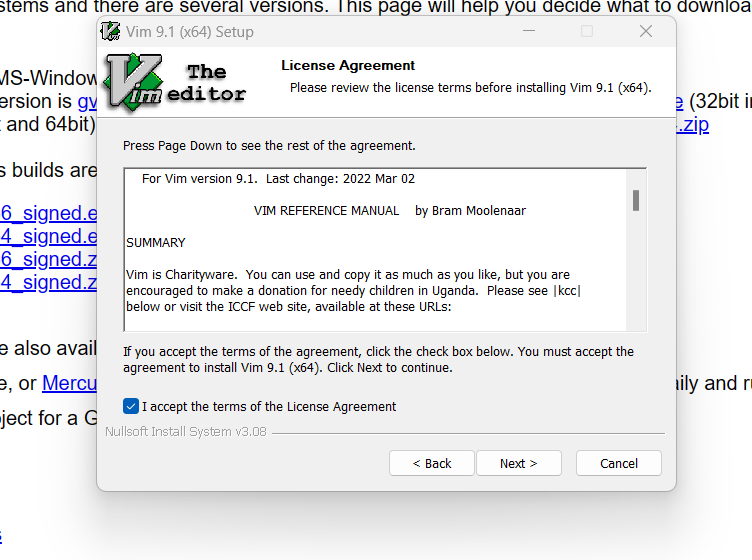 stems and there are several versions. This page will help you decide what to downloa
Vim 9.1 (x64) Setup
MS-Window
ersion is gv
(32bit i
t and 64bit)
.zip
s builds are
6_signed.e
4_signed.e
6_signed.z
4_signed.z
e also avail
e, or Mercu
aily and ru
ject for a G
Vim
The
editor
License Agreement
Please review the license terms before installing Vim 9.1 (x64).
Press Page Down to see the rest of the agreement.
For Vim version 9.1.  Last change: 2022 Mar 02
VIM REFERENCE MANUAL    by Bram Moolenaar
SUMMARY
Vim is Charityware.  You can use and copy it as much as you like, but you are
encouraged to make a donation for needy children in Uganda.  Please see |kcc|
below or visit the ICCF web site, available at these URLs:
If you accept the terms of the agreement, click the check box below. You must accept the
agreement to install Vim 9.1 (x64). Click Next to continue.
I accept the terms of the License Agreement
Nullsoft Install System v3.08
< Back
Next >
Cancel